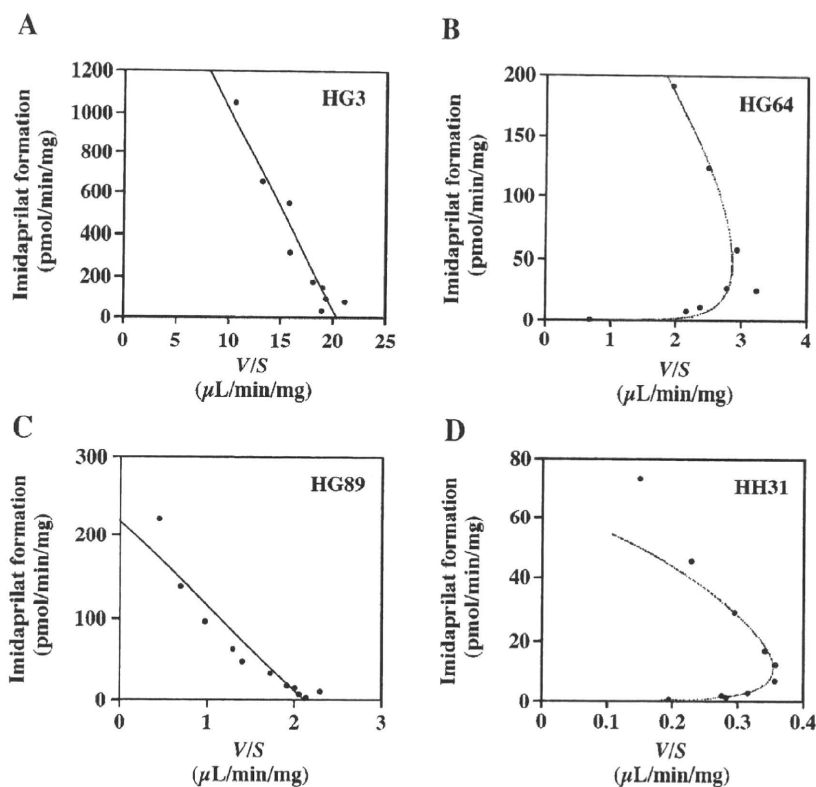 A
Imidaprilat formation
(pmol/min/mg)
1200
1000
800
600
400
200
0
HG3
0 5 10 15 20 25
V/S
(μL/min/mg)
B
Imidaprilat formation
(pmol/min/mg)
200
150
100
50
0
HG64
0 1 2 3 4
V/S
(μL/min/mg)
C
Imidaprilat formation
(pmol/min/mg)
300
200
100
0
HG89
0 1 2 3
V/S
(μL/min/mg)
D
Imidaprilat formation
(pmol/min/mg)
80
60
40
20
0
HH31
0 0.1 0.2 0.3 0.4
V/S
(μL/min/mg)